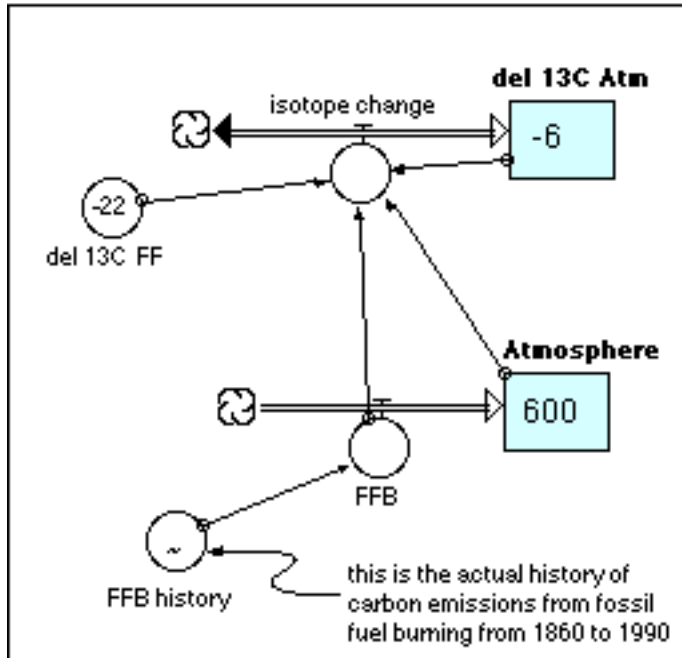 del 13C Atm
isotope change
-6
-22
del 13C FF
Atmosphere
600
FFB
~
FFB history
this is the actual history of
carbon emissions from fossil
fuel burning from 1860 to 1990